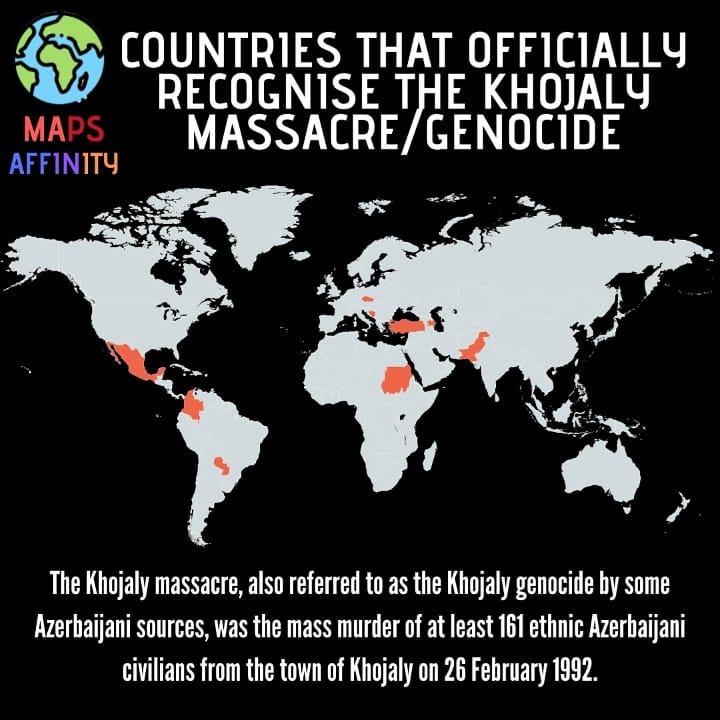 COUNTRIES THAT OFFICIALLY
RECOGNISE THE KHOJALY
MASSACRE/GENOCIDE
MAPS
AFFINITY
The Khojaly massacre, also referred to as the Khojaly genocide by some
Azerbaijani sources, was the mass murder of at least 161 ethnic Azerbaijani
civilians from the town of Khojaly on 26 February 1992.